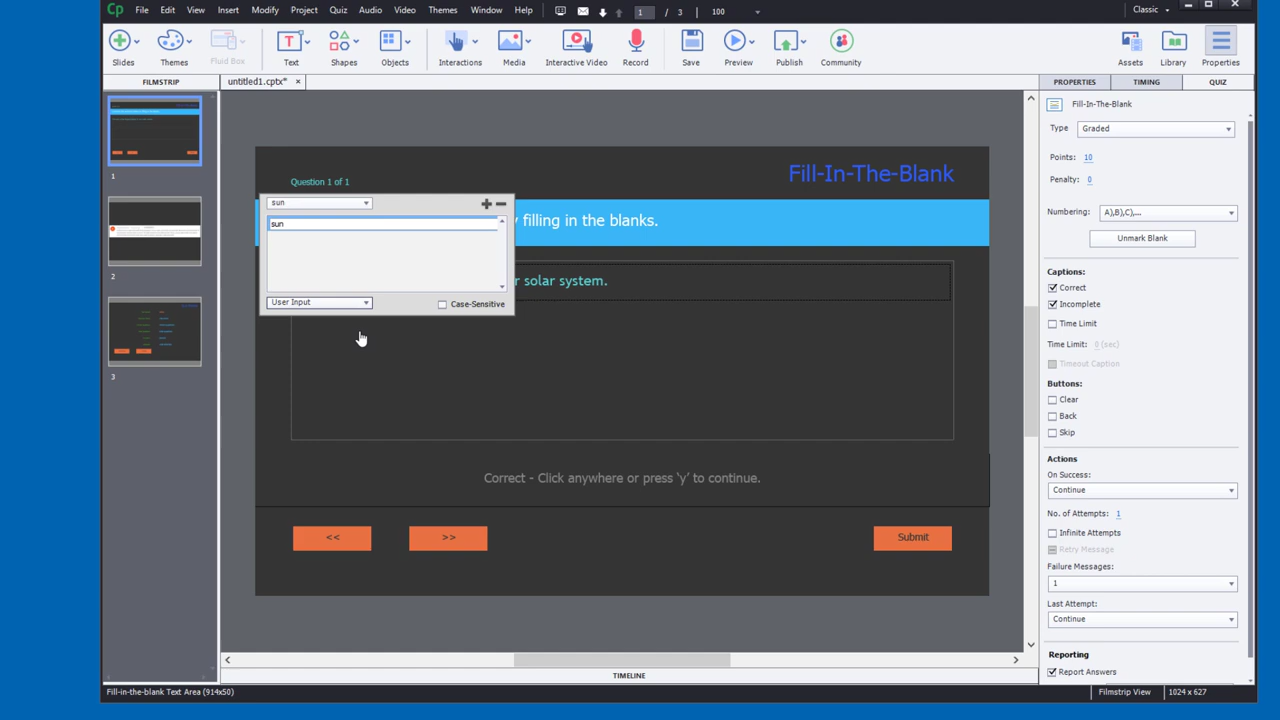 Cp File Edit View Insert Modify Project Quiz Audio Video Themes Window Help 1 / 3 100 Classic
Slides Themes Fluid Box Text Shapes Objects Interactions Media Interactive Video Record Save Preview Publish Community Assets Library Properties
FILMSTRIP untitled1.cptx* × PROPERTIES TIMING QUIZ
Fill-In-The-Blank
Type Graded
Points: 10
Penalty: 0
Numbering: A),B),C),...
Unmark Blank
Captions:
Correct
Incomplete
Time Limit
Time Limit: 0 (sec)
Timeout Caption
Buttons:
Clear
Back
Skip
Actions
On Success:
Continue
No. of Attempts: 1
Infinite Attempts
Retry Message
Failure Messages:
1
Last Attempt:
Continue
Reporting
Report Answers
1
2
3
Fill-In-The-Blank
Question 1 of 1
sun
sun
User Input Case-Sensitive
filling in the blanks.
solar system.
Correct - Click anywhere or press 'y' to continue.
<< >> Submit
TIMELINE
Fill-in-the-blank Text Area (914x50) Filmstrip View 1024 x 627